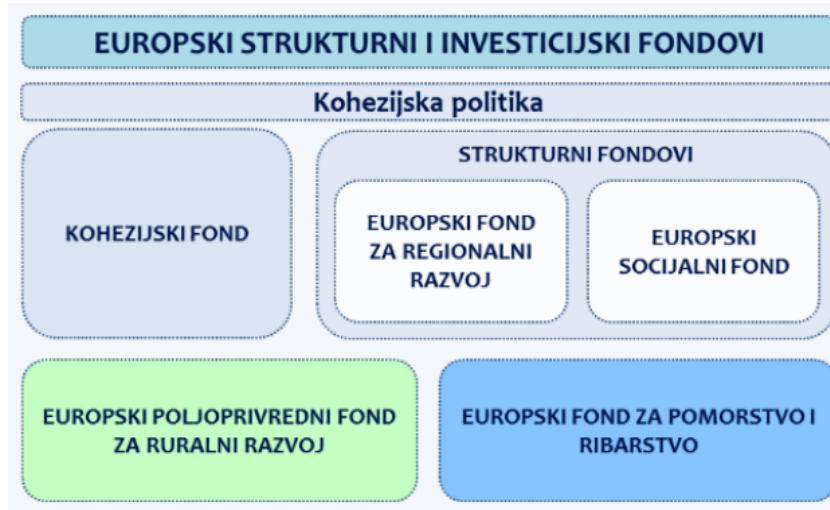 EUROPSKI STRUKTURNI I INVESTICIJSKI FONDOVI
Kohezijska politika
KOHEZIJSKI FOND
STRUKTURNI FONDOVI
EUROPSKI FOND
ZA REGIONALNI
RAZVOJ
EUROPSKI
SOCIJALNI FOND
EUROPSKI POLJOPRIVREDNI FOND
ZA RURALNI RAZVOJ
EUROPSKI FOND ZA POMORSTVO I
RIBARSTVO